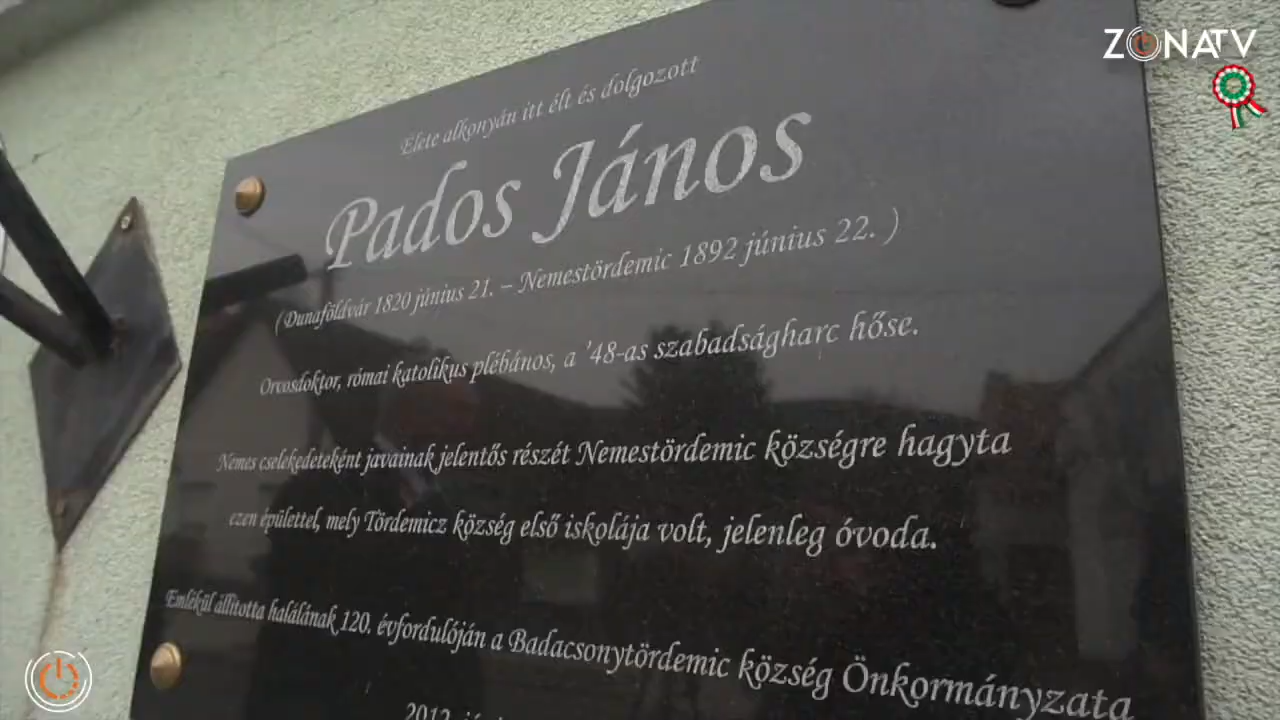 ZONATV
Élete alkonyán itt élt és dolgozott
Pados János
( Dunaföldvár 1820 június 21. – Nemestördemic 1892 június 22. )
Orvosdoktor, római katolikus plébános, a '48-as szabadságharc hőse.
Nemes cselekedeteként javainak jelentős részét Nemestördemic községre hagyta
ezen épülettel, mely Tördemicz község első iskolája volt, jelenleg óvoda.
Emlékül állította halálának 120. évfordulóján a Badacsonytördemic község Önkormányzata
2012.